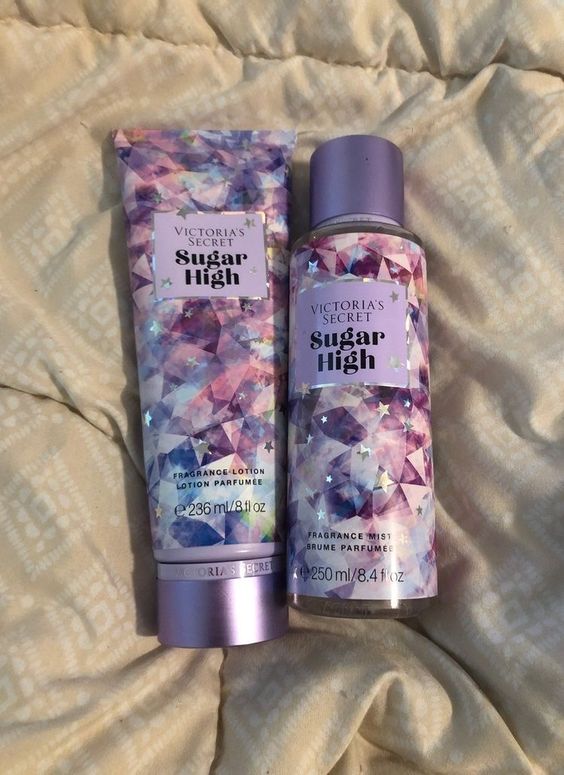 VICTORIA'S
SECRET
Sugar
High
FRAGRANCE LOTION
LOTION PARFUMÉE
℮ 236 ml/8 fl oz
VICTORIA'S SECRET
SECRET
VICTORIA'S
SECRET
Sugar
High
FRAGRANCE MIST
BRUME PARFUMÉE
℮ 250 ml/8.4 fl oz